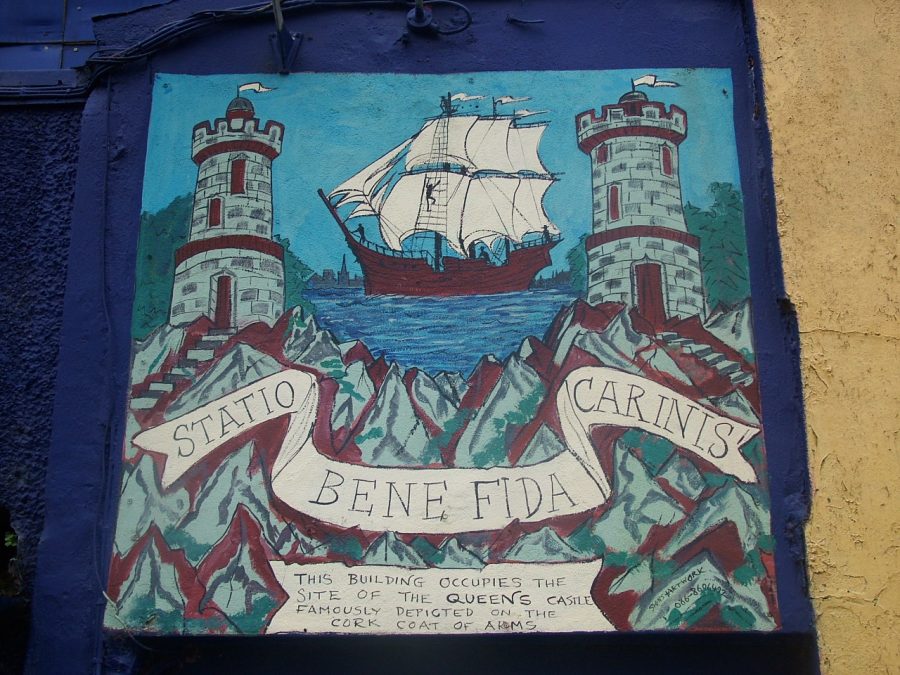 STATIO
BENE FIDA
CARINIS
THIS BUILDING OCCUPIES THE
SITE OF THE QUEEN'S CASTLE
FAMOUSLY DEPICTED ON THE
CORK COAT OF ARMS